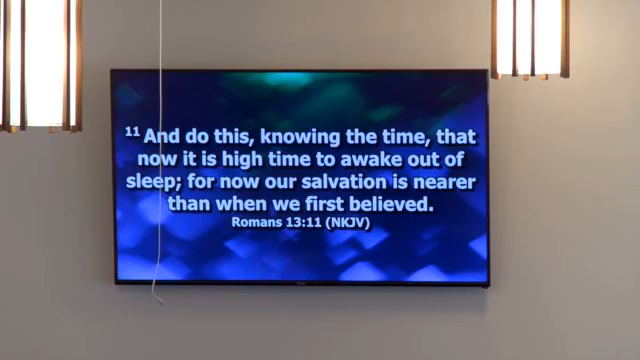 11 And do this, knowing the time, that
now it is high time to awake out of
sleep; for now our salvation is nearer
than when we first believed.
Romans 13:11 (NKJV)